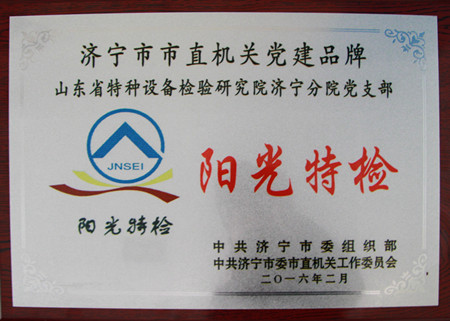 济宁市市直机关党建品牌
山东省特种设备检验研究院济宁分院党支部
JNSEI
阳光特检
阳光特检
中共济宁市委组织部
中共济宁市委市直机关工作委员会
二〇一六年二月